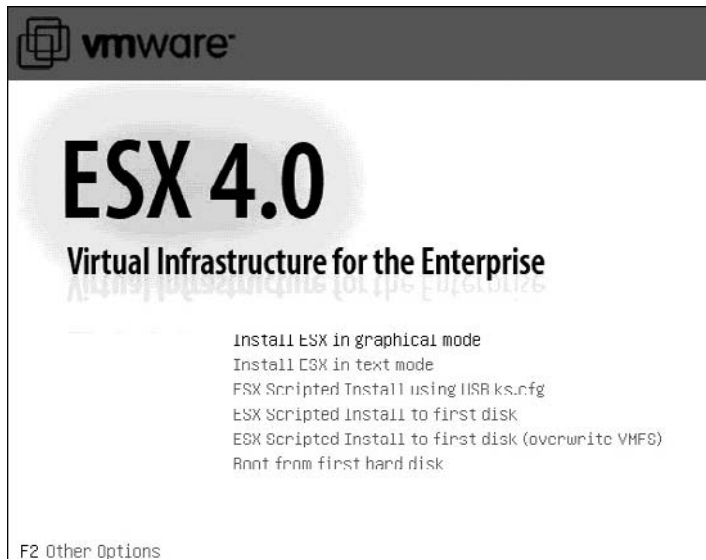 vmware
ESX 4.0
Virtual Infrastructure for the Enterprise
Install ESX in graphical mode
Install ESX in text mode
ESX Scripted Install using USB ks.cfg
ESX Scripted Install to first disk
ESX Scripted Install to first disk (overwrite VMFS)
Boot from first hard disk
F2 Other Options